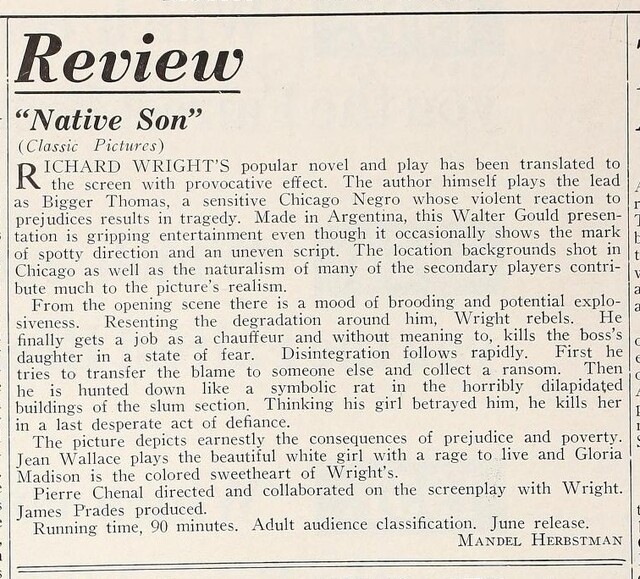 Review
"Native Son"
(Classic Pictures)
RICHARD WRIGHT'S popular novel and play has been translated to
the screen with provocative effect. The author himself plays the lead
as Bigger Thomas, a sensitive Chicago Negro whose violent reaction to
prejudices results in tragedy. Made in Argentina, this Walter Gould presen-
tation is gripping entertainment even though it occasionally shows the mark
of spotty direction and an uneven script. The location backgrounds shot in
Chicago as well as the naturalism of many of the secondary players contri-
bute much to the picture's realism.
From the opening scene there is a mood of brooding and potential explo-
siveness. Resenting the degradation around him, Wright rebels. He
finally gets a job as a chauffeur and without meaning to, kills the boss's
daughter in a state of fear. Disintegration follows rapidly. First he
tries to transfer the blame to someone else and collect a ransom. Then
he is hunted down like a symbolic rat in the horribly dilapidated
buildings of the slum section. Thinking his girl betrayed him, he kills her
in a last desperate act of defiance.
The picture depicts earnestly the consequences of prejudice and poverty.
Jean Wallace plays the beautiful white girl with a rage to live and Gloria
Madison is the colored sweetheart of Wright's.
Pierre Chenal directed and collaborated on the screenplay with Wright.
James Prades produced.
Running time, 90 minutes. Adult audience classification. June release.
MANDEL HERBSTMAN